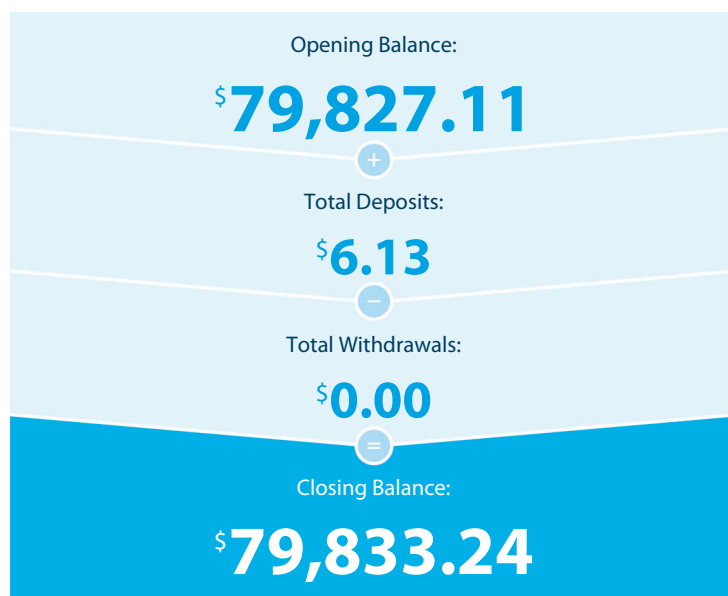 Opening Balance:
$79,827.11
+
Total Deposits:
$6.13
−
Total Withdrawals:
$0.00
=
Closing Balance:
$79,833.24